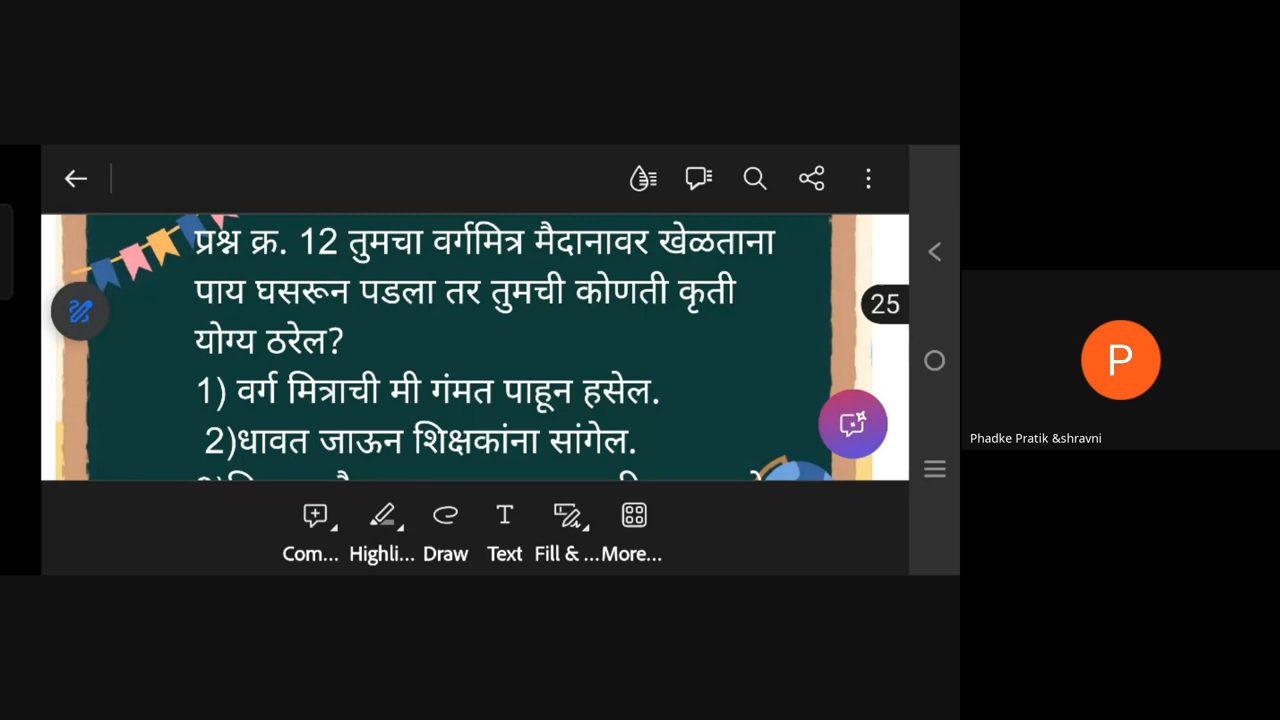 प्रश्न क्र. 12 तुमचा वर्गमित्र मैदानावर खेळताना
पाय घसरून पडला तर तुमची कोणती कृती
योग्य ठरेल?
25
1) वर्ग मित्राची मी गंमत पाहून हसेल.
2)धावत जाऊन शिक्षकांना सांगेल.
Com... Highli... Draw Text Fill & ... More...
P
Phadke Pratik &shravni